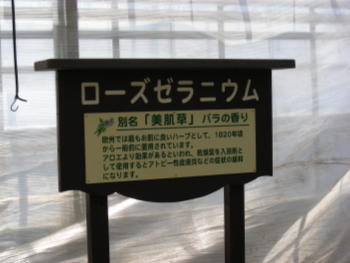 ローズゼラニウム
別名「美肌草」バラの香り
欧州では最もお肌に良いハーブとして、1820年頃
から一般的に愛用されています。
アロエより効果があるといわれ、乾燥葉を入浴剤と
して使用するとアトピー性皮膚炎などの症状の緩和
になります。